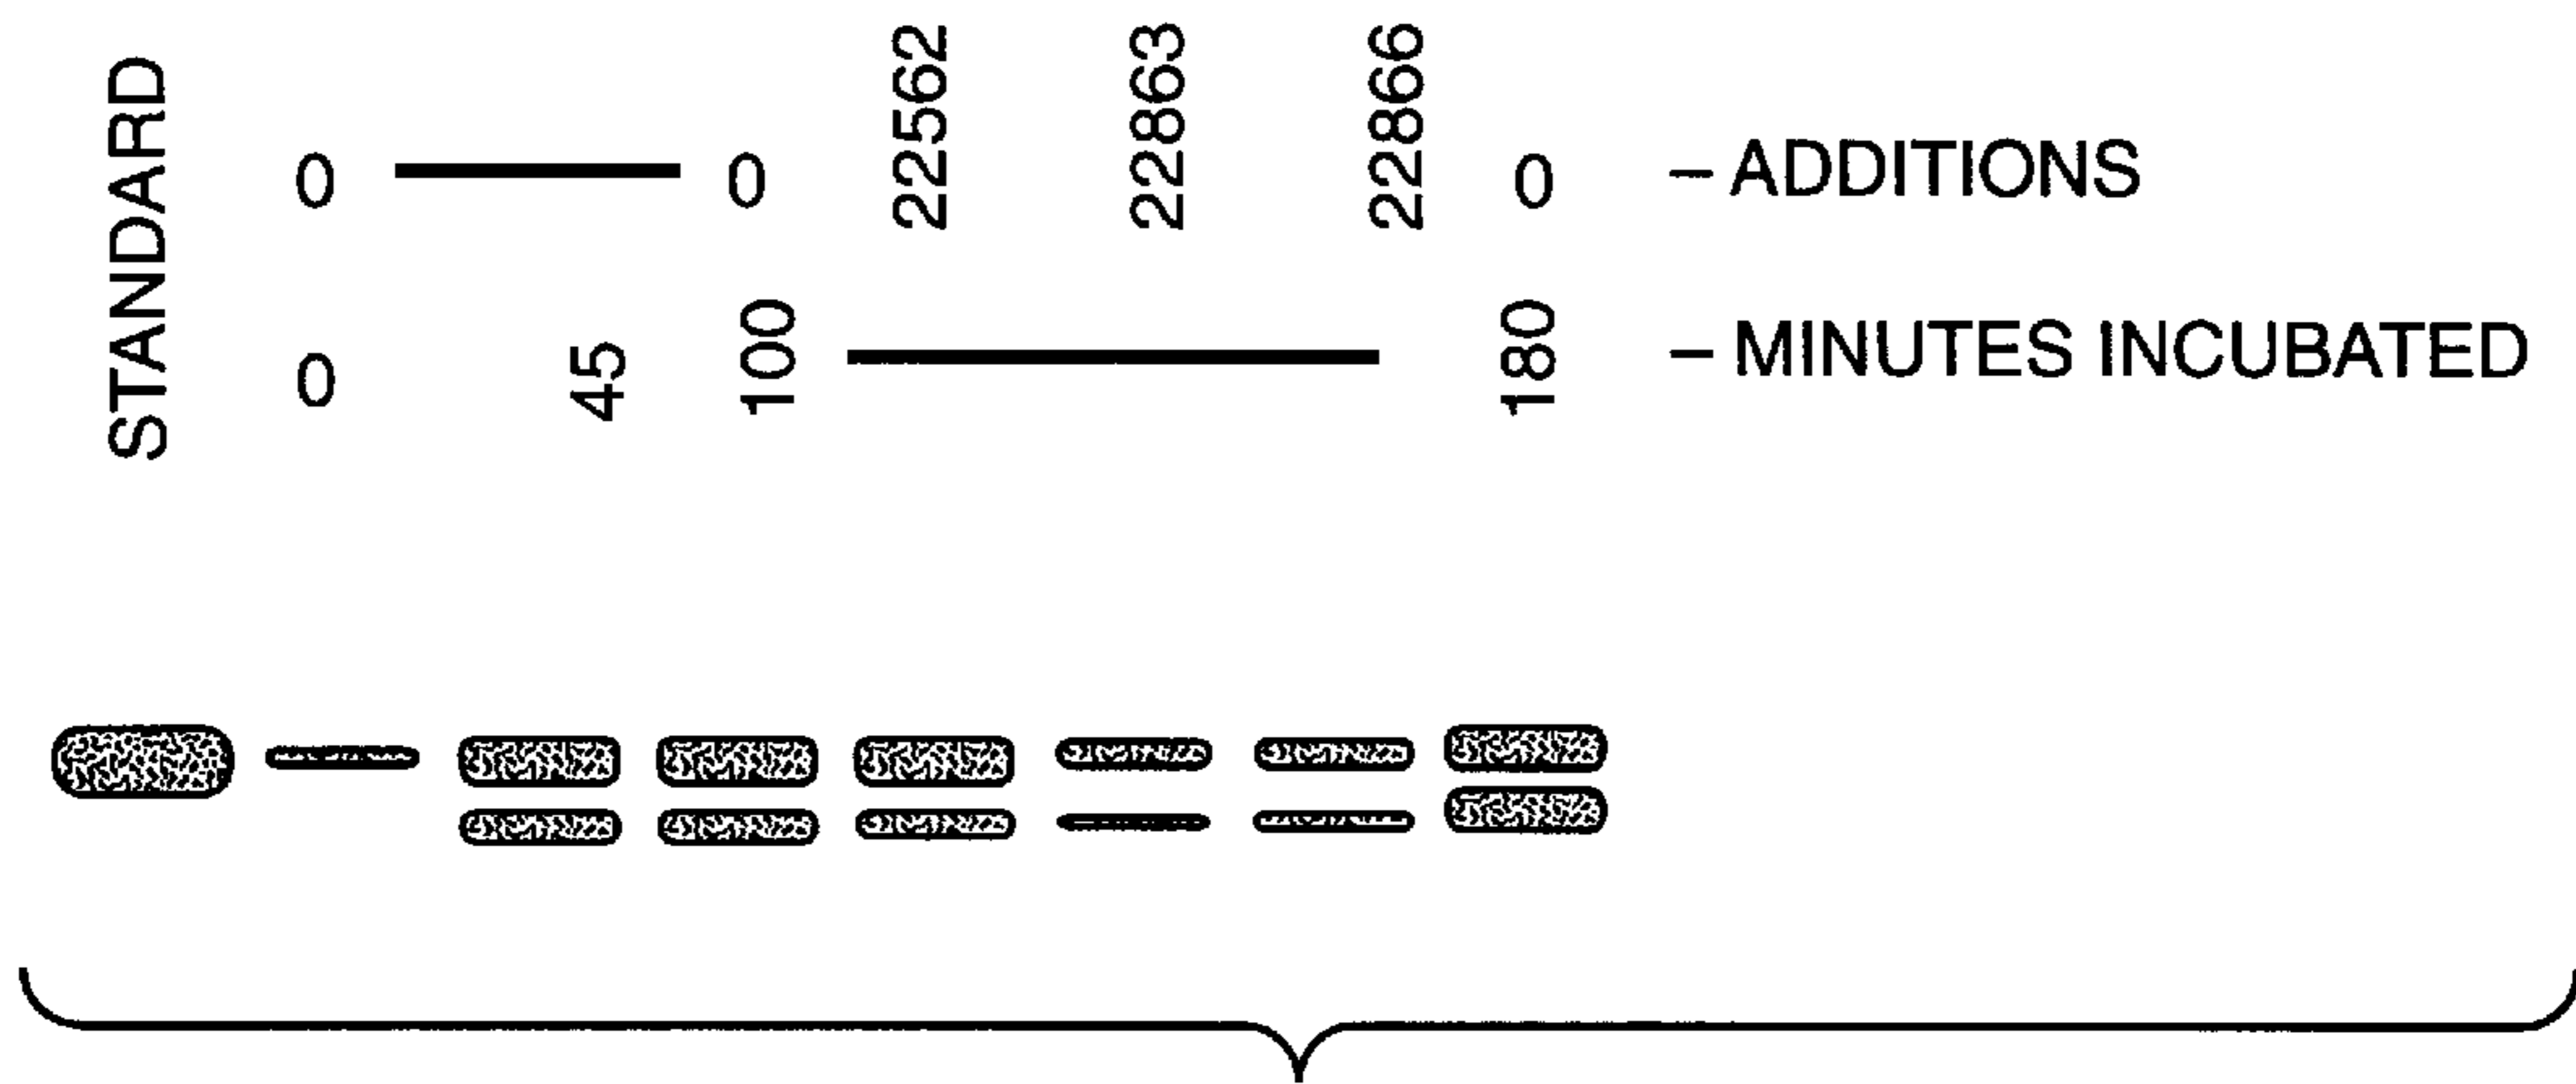 STANDARD
0 0 22562 22863 22866 0 – ADDITIONS
0 45 100 180 – MINUTES INCUBATED